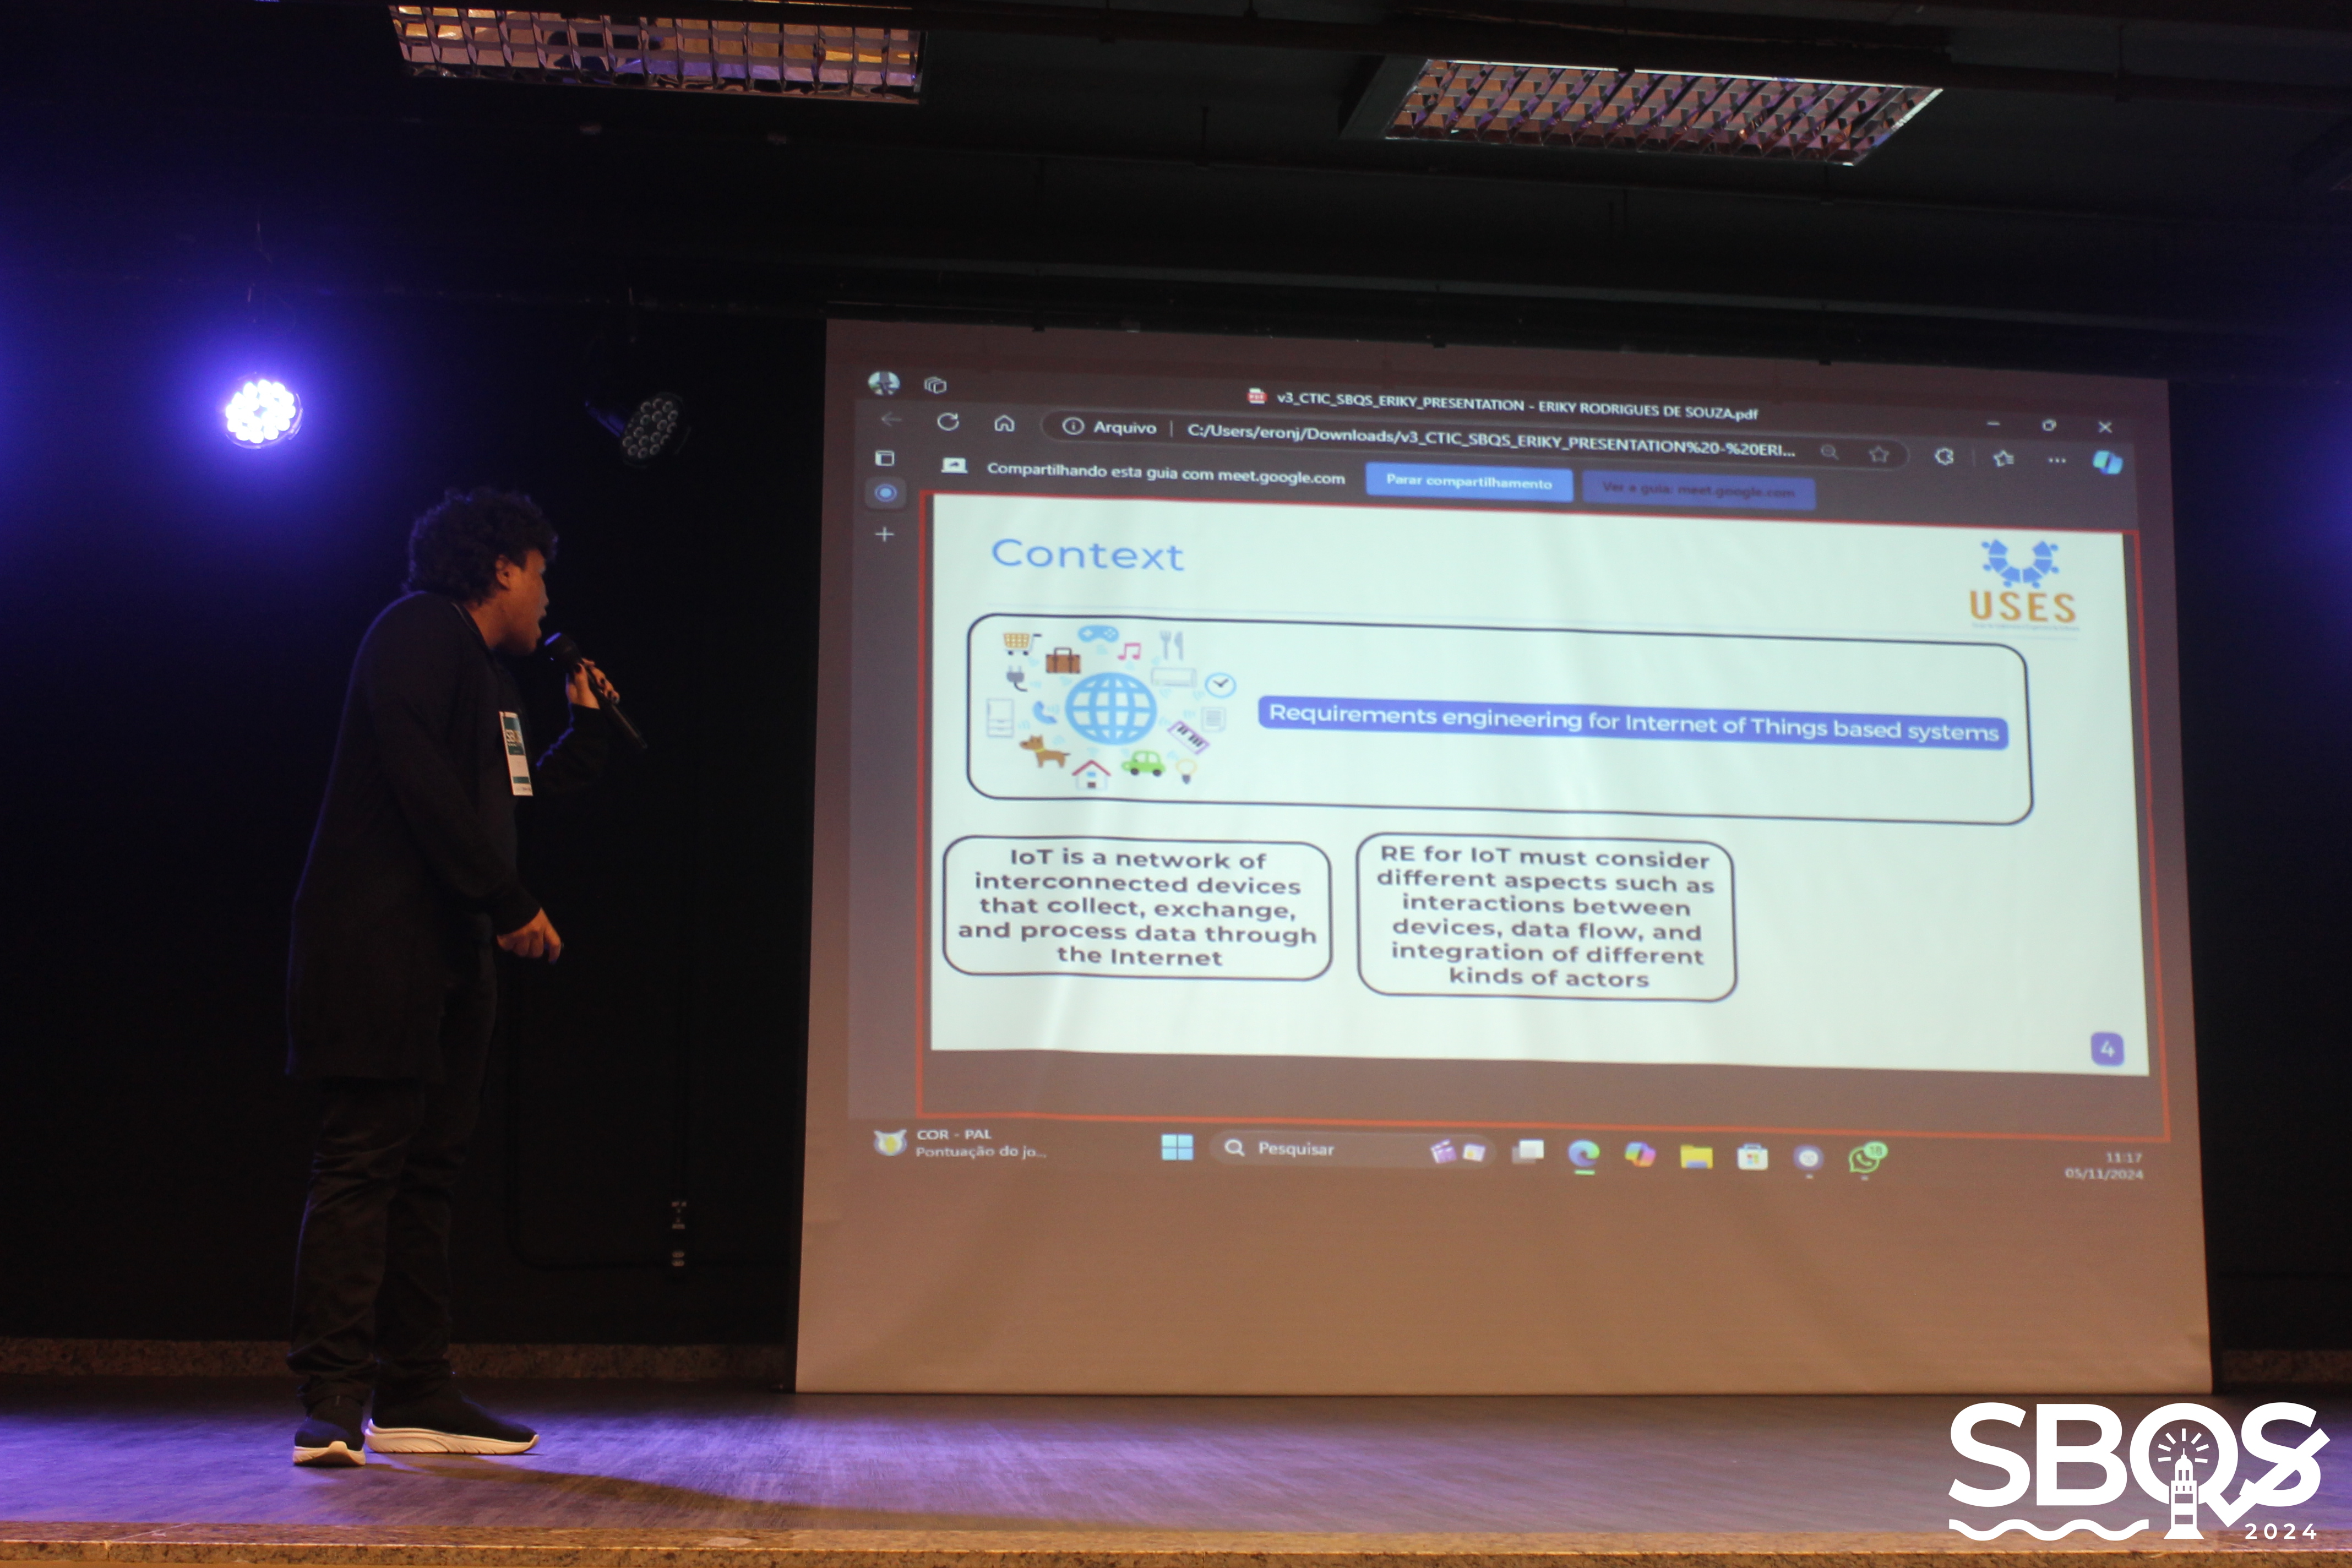 v3_CTIC_SBQS_ERIKY_PRESENTATION - ERIKY RODRIGUES DE SOUZA.pdf
Arquivo | C:/Users/eronj/Downloads/v3_CTIC_SBQS_ERIKY_PRESENTATION%20-%20ERI...
Compartilhando esta guia com meet.google.com
Parar compartilhamento
Ver a guia: meet.google.com
Context
USES
Requirements engineering for Internet of Things based systems
IoT is a network of
interconnected devices
that collect, exchange,
and process data through
the Internet
RE for IoT must consider
different aspects such as
interactions between
devices, data flow, and
integration of different
kinds of actors
4
COR - PAL
Pontuação do jo...
Pesquisar
11:17
05/11/2024
SBQS
2024